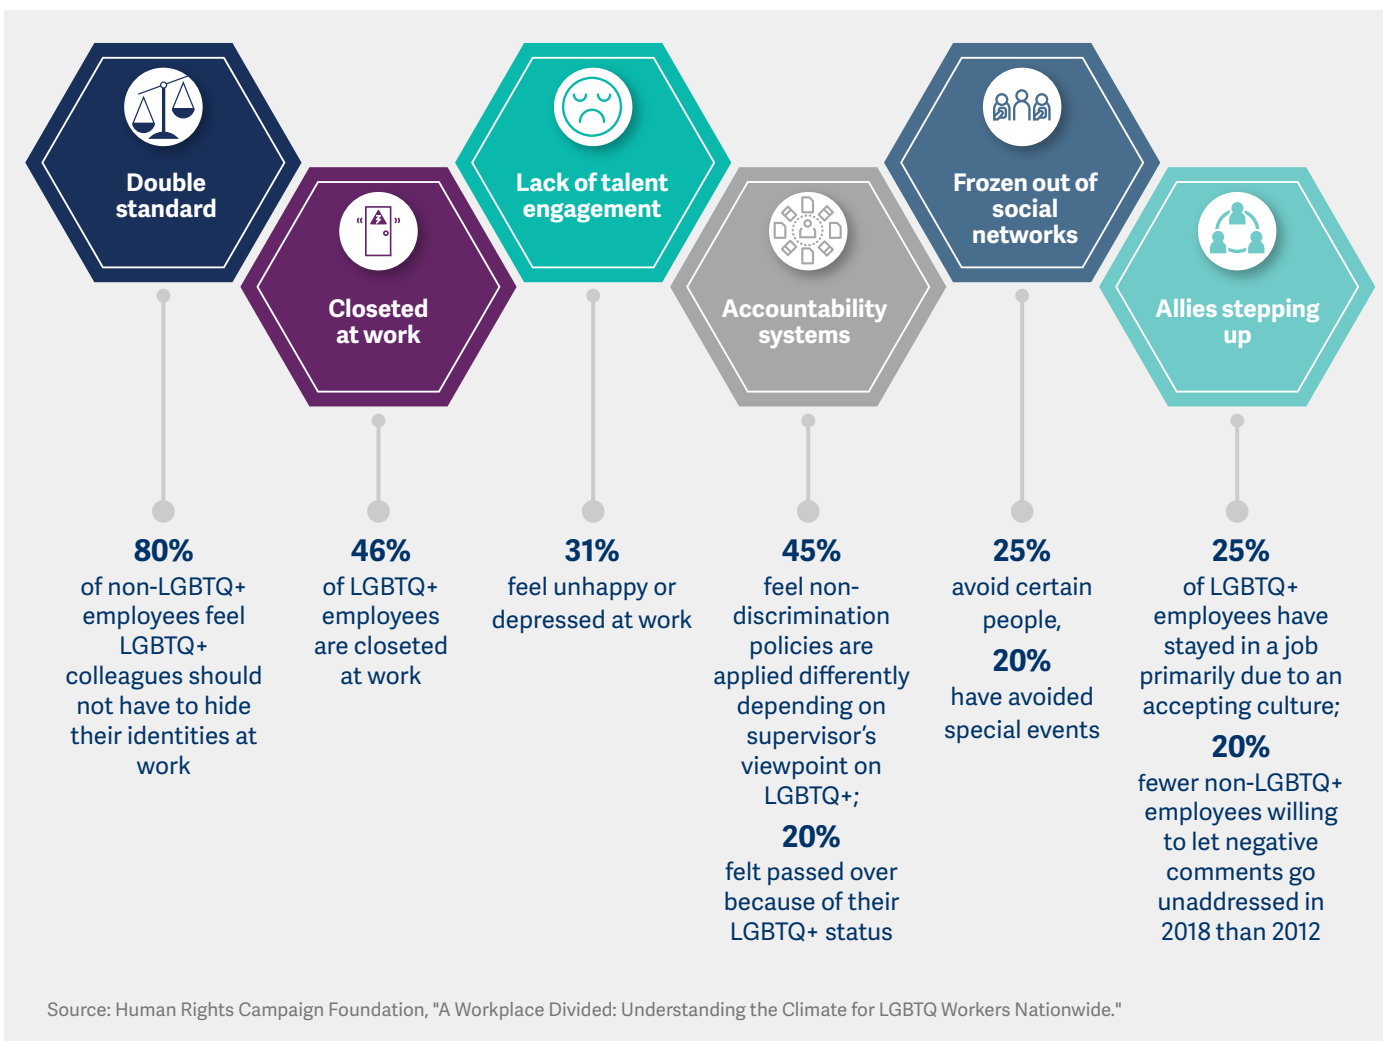 Double
standard
Closeted
at work
Lack of talent
engagement
Accountability
systems
Frozen out of
social
networks
Allies stepping
up
80%
of non-LGBTQ+
employees feel
LGBTQ+
colleagues should
not have to hide
their identities at
work
46%
of LGBTQ+
employees
are closeted
at work
31%
feel unhappy or
depressed at work
45%
feel non-
discrimination
policies are
applied differently
depending on
supervisor’s
viewpoint on
LGBTQ+;
20%
felt passed over
because of their
LGBTQ+ status
25%
avoid certain
people,
20%
have avoided
special events
25%
of LGBTQ+
employees have
stayed in a job
primarily due to an
accepting culture;
20%
fewer non-LGBTQ+
employees willing
to let negative
comments go
unaddressed in
2018 than 2012
Source: Human Rights Campaign Foundation, "A Workplace Divided: Understanding the Climate for LGBTQ Workers Nationwide."